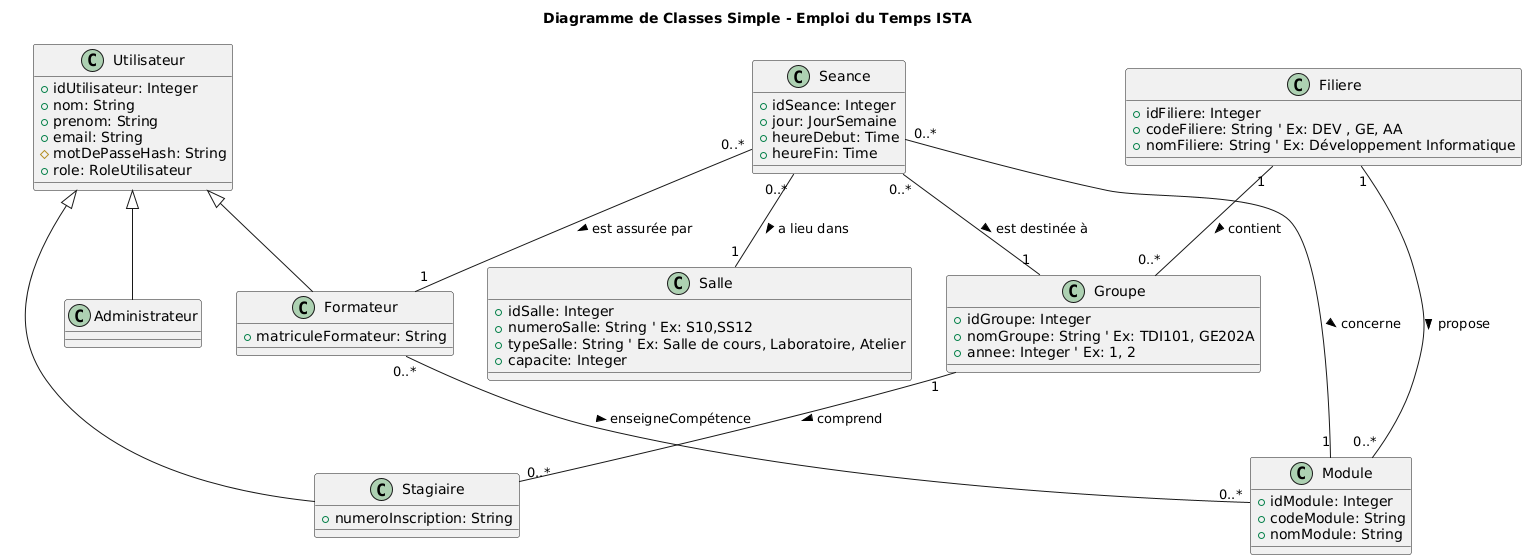 Diagramme de Classes Simple - Emploi du Temps ISTA
C Utilisateur
idUtilisateur: Integer
nom: String
prenom: String
email: String
motDePasseHash: String
role: RoleUtilisateur
C Seance
idSeance: Integer
jour: JourSemaine
heureDebut: Time
heureFin: Time
C Filiere
idFiliere: Integer
codeFiliere: String ' Ex: DEV , GE, AA
nomFiliere: String ' Ex: Développement Informatique
0..*
0..*
0..*
0..*
1
1
est assurée par
a lieu dans
est destinée à
contient
1
1
1
0..*
C Administrateur
C Formateur
matriculeFormateur: String
C Salle
idSalle: Integer
numeroSalle: String ' Ex: S10,SS12
typeSalle: String ' Ex: Salle de cours, Laboratoire, Atelier
capacite: Integer
C Groupe
idGroupe: Integer
nomGroupe: String ' Ex: TDI101, GE202A
annee: Integer ' Ex: 1, 2
concerne
propose
0..*
1
enseigneCompétence
comprend
1
0..*
0..*
0..*
C Stagiaire
numeroInscription: String
C Module
idModule: Integer
codeModule: String
nomModule: String